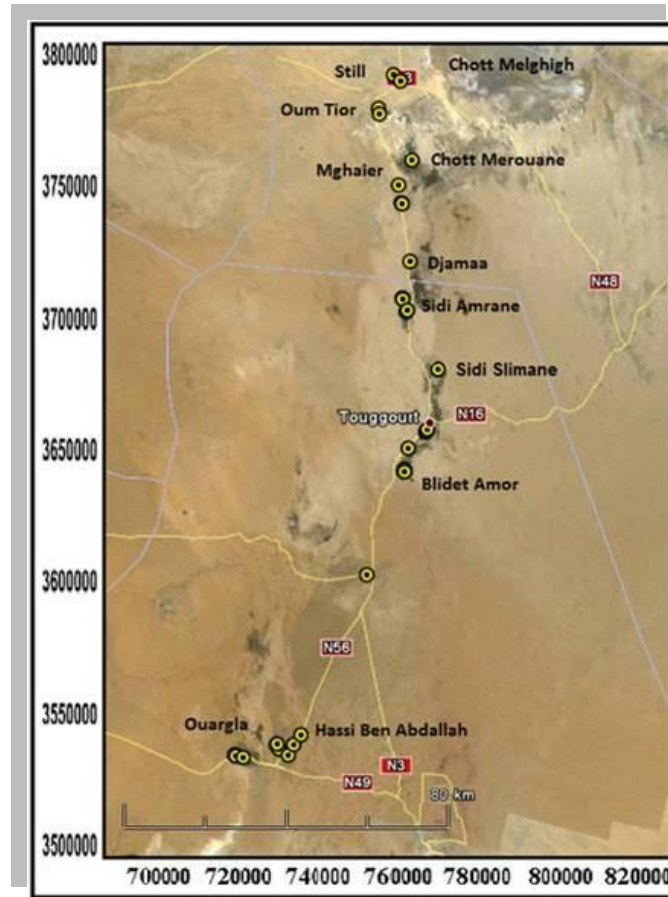 3800000
Still
3
Chott Melghigh
Oum Tior
Chott Merouane
3750000
Mghaier
Djamaa
N48
3700000
Sidi Amrane
Sidi Slimane
Touggourt
N16
3650000
Blidet Amor
3600000
N56
3550000
Ouargla
Hassi Ben Abdallah
N3
N49
80 km
3500000
700000 720000 740000 760000 780000 800000 820000